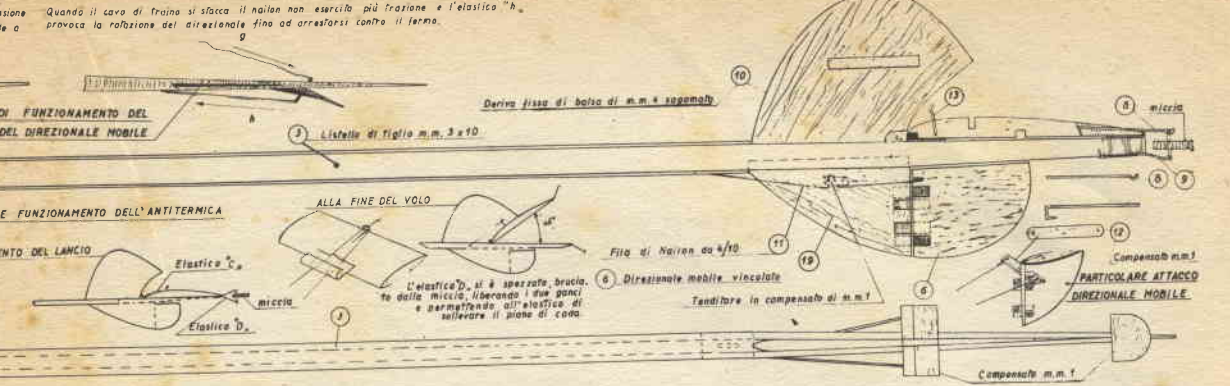 Quando il cavo di traino si stacca il nailon non esercita più trazione e l'elastico "h„
provoca la rotazione del direzionale fino ad arrestarsi contro il fermo.
g
h
DI FUNZIONAMENTO DEL
DEL DIREZIONALE MOBILE
3 Listello di tiglio m.m. 3 x 10
Deriva fissa di balsa di m.m. 4 sagomato
10
13
8 miccia
8 9
E FUNZIONAMENTO DELL'ANTITERMICA
ALLA FINE DEL VOLO
ENTO DEL LANCIO
Elastico "C„
Elastico "D„
miccia
45°
L'elastico "D„ si è spezzato, brucia.
to dalla miccia, liberando i due ganci
e permettendo all'elastico di
sollevare il piano di coda
Filo di Nailon da 4/10
11
19
6 Direzionale mobile vincolato
Tenditore in compensato di m.m.1
6
12
Compensato m.m.1
PARTICOLARE ATTACCO
DIREZIONALE MOBILE
3
Compensato m.m.1